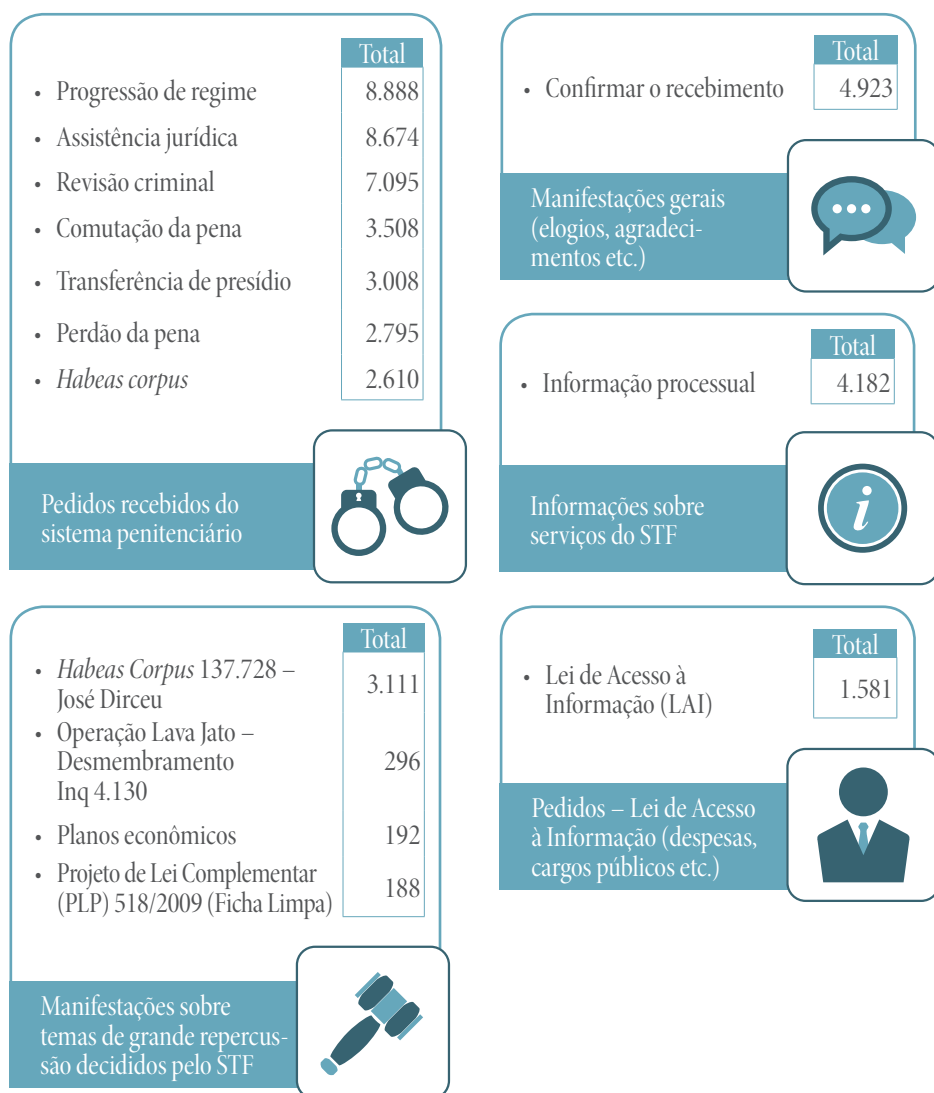 Total
• Progressão de regime 8.888
• Assistência jurídica 8.674
• Revisão criminal 7.095
• Comutação da pena 3.508
• Transferência de presídio 3.008
• Perdão da pena 2.795
• Habeas corpus 2.610
Pedidos recebidos do
sistema penitenciário
Total
• Confirmar o recebimento 4.923
Manifestações gerais
(elogios, agradeci-
mentos etc.)
Total
• Informação processual 4.182
Informações sobre
serviços do STF
i
Total
• Habeas Corpus 137.728 –
José Dirceu 3.111
• Operação Lava Jato –
Desmembramento 296
Inq 4.130
• Planos econômicos 192
• Projeto de Lei Complementar
(PLP) 518/2009 (Ficha Limpa) 188
Manifestações sobre
temas de grande repercus-
são decididos pelo STF
Total
• Lei de Acesso à
Informação (LAI) 1.581
Pedidos – Lei de Acesso
à Informação (despesas,
cargos públicos etc.)